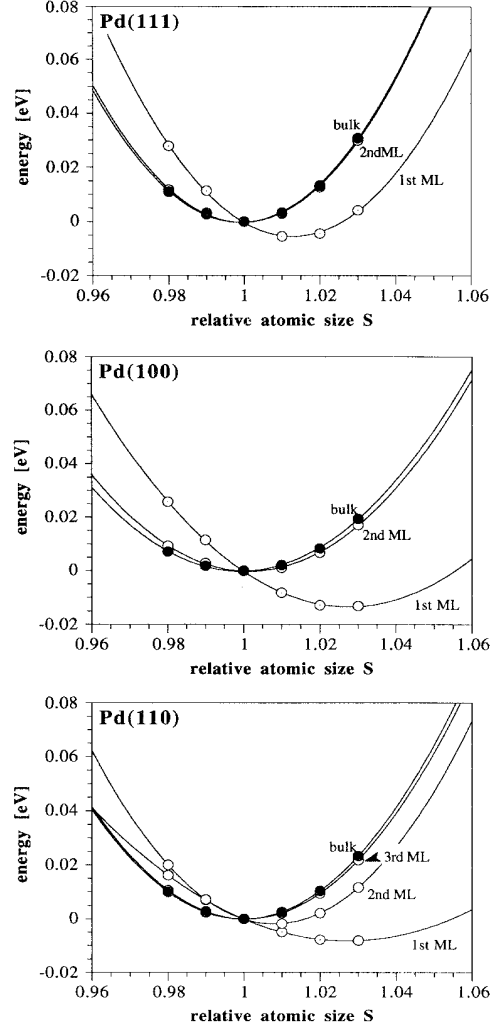 Pd(111)
0.08
0.06
0.04
0.02
0
-0.02
energy [eV]
bulk
2ndML
1st ML
0.96
0.98
1
1.02
1.04
1.06
relative atomic size S
Pd(100)
0.08
0.06
0.04
0.02
0
-0.02
energy [eV]
bulk
2nd ML
1st ML
0.96
0.98
1
1.02
1.04
1.06
relative atomic size S
Pd(110)
0.08
0.06
0.04
0.02
0
-0.02
energy [eV]
bulk
3rd ML
2nd ML
1st ML
0.96
0.98
1
1.02
1.04
1.06
relative atomic size S